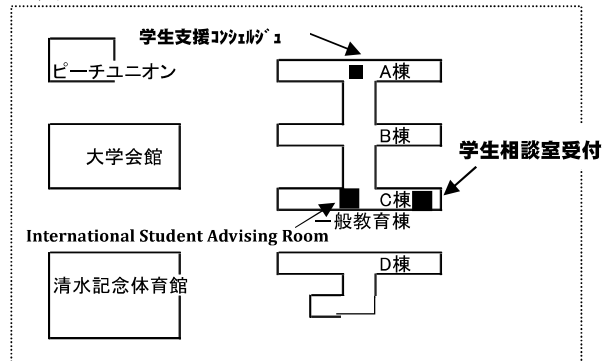 学生支援ｺﾝｼｪﾙｼﾞｭ
ピーチユニオン
A棟
大学会館
B棟
学生相談室受付
C棟
一般教育棟
International Student Advising Room
清水記念体育館
D棟